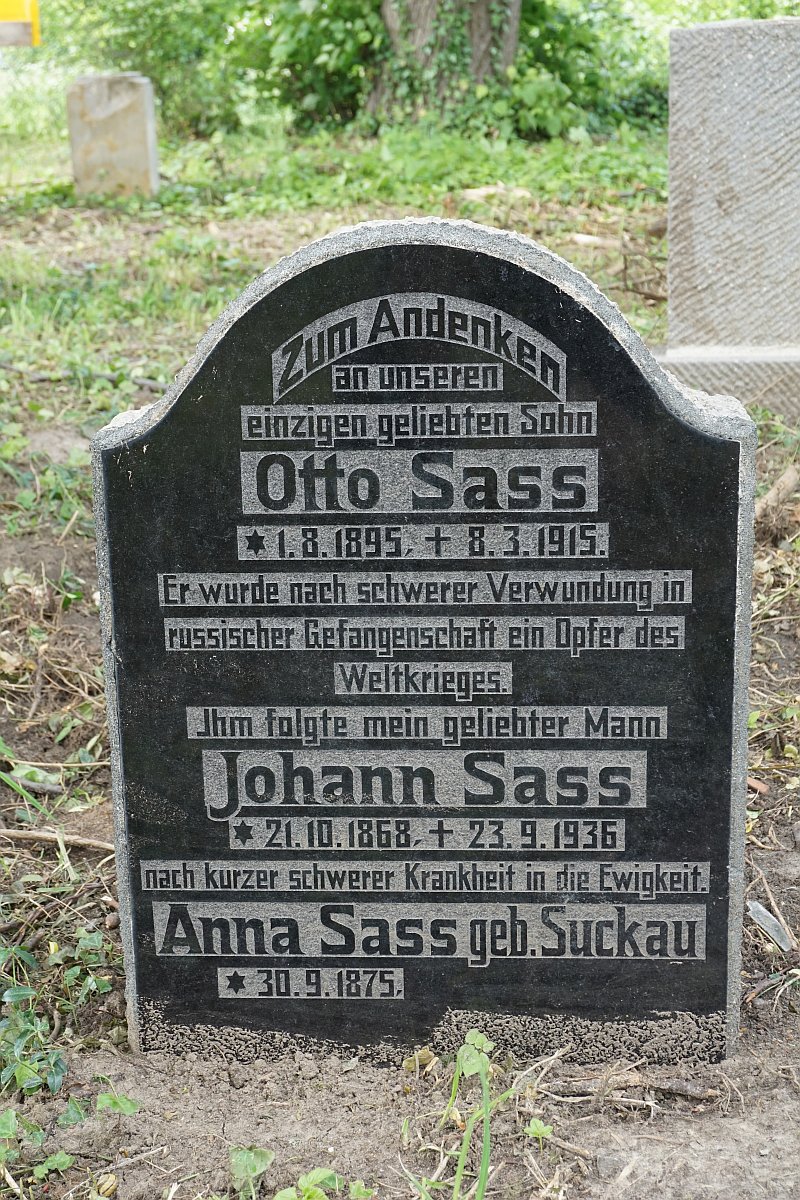 Zum Andenken
an unseren
einzigen geliebten Sohn
Otto Sass
✶ 1.8.1895, ✝ 8.3.1915.
Er wurde nach schwerer Verwundung in
russischer Gefangenschaft ein Opfer des
Weltkrieges.
Jhm folgte mein geliebter Mann
Johann Sass
✶ 21.10.1868, ✝ 23.9.1936
nach kurzer schwerer Krankheit in die Ewigkeit.
Anna Sass geb. Suckau
✶ 30.9.1875,